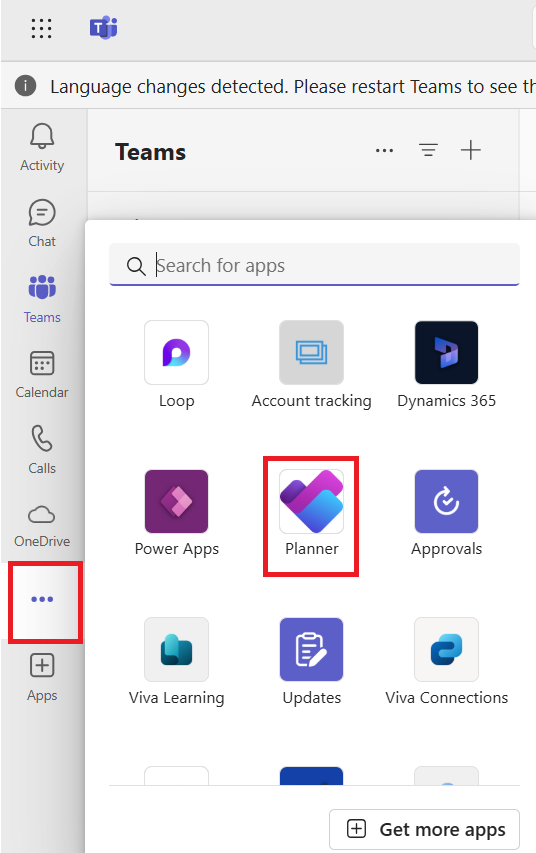 Language changes detected. Please restart Teams to see th
Activity
Chat
Teams
Calendar
Calls
OneDrive
Apps
Teams
Search for apps
Loop
Account tracking
Dynamics 365
Power Apps
Planner
Approvals
Viva Learning
Updates
Viva Connections
Get more apps